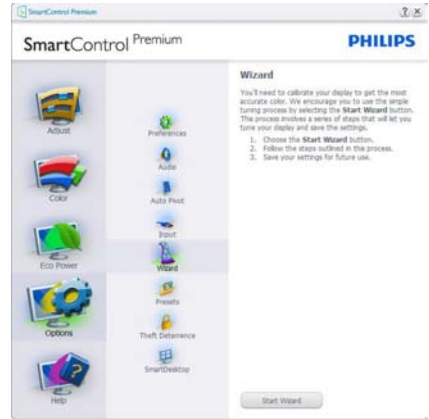 SmartControl Premium
SmartControl Premium
PHILIPS
Adjust
Color
Eco Power
Options
Help
Preferences
Audio
Auto Pivot
Input
Wizard
Presets
Theft Deterrence
SmartDesktop
Wizard
You'll need to calibrate your display to get the most
accurate color. We encourage you to use the simple
tuning process by selecting the Start Wizard button.
The process involves a series of steps that will let you
tune your display and save the settings.
1. Choose the Start Wizard button.
2. Follow the steps outlined in the process.
3. Save your settings for future use.
Start Wizard